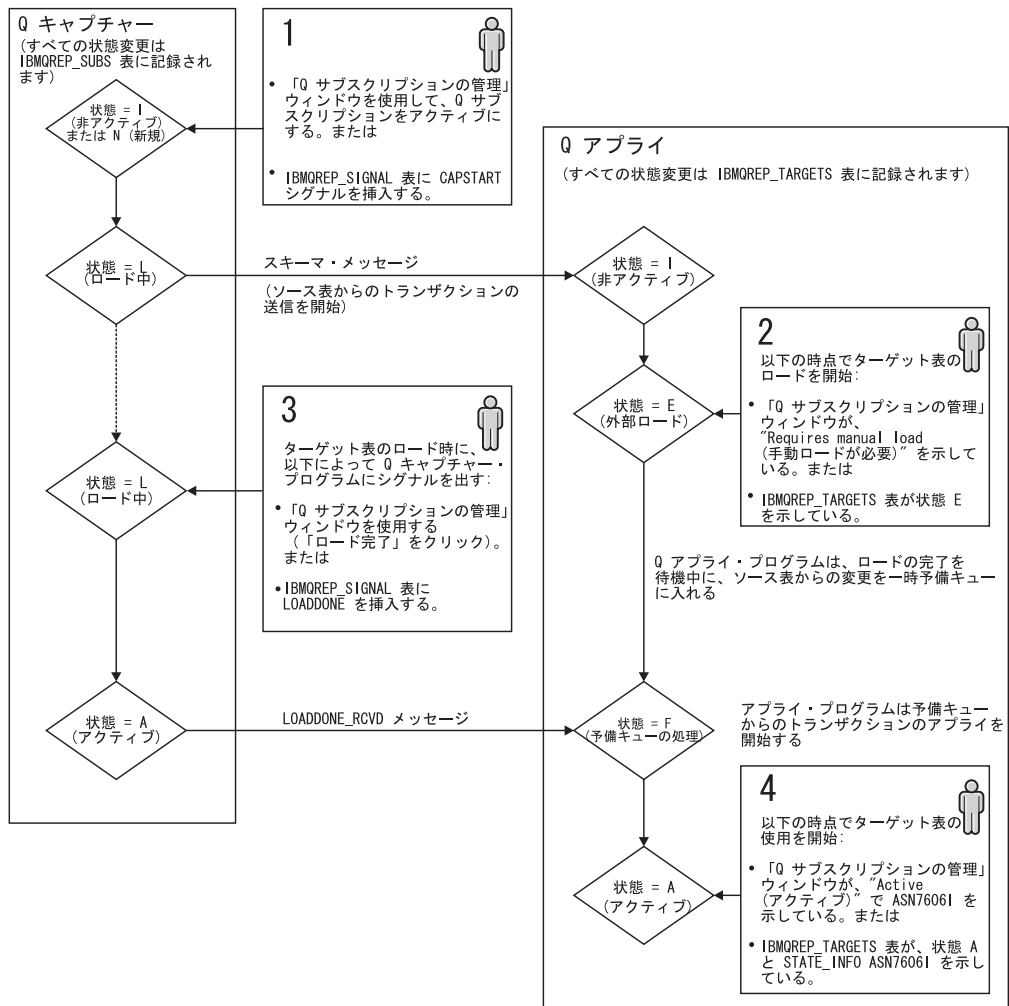 Q キャプチャー
(すべての状態変更は
IBMQREP_SUBS 表に記録され
ます)
状態 = I
(非アクティブ)
または N (新規)
1
• 「Q サブスクリプションの管理」
ウィンドウを使用して、Q サブ
スクリプションをアクティブに
する。または
• IBMQREP_SIGNAL 表に CAPSTART
シグナルを挿入する。
Q アプライ
(すべての状態変更は IBMQREP_TARGETS 表に記録されます)
状態 = L
(ロード中)
スキーマ・メッセージ
(ソース表からのトランザクションの
送信を開始)
状態 = I
(非アクティブ)
2
以下の時点でターゲット表の
ロードを開始:
• 「Q サブスクリプションの管理」
ウィンドウが、
"Requires manual load
(手動ロードが必要)" を示して
いる。または
• IBMQREP_TARGETS 表が状態 E
を示している。
状態 = E
(外部ロード)
3
ターゲット表のロード時に、
以下によって Q キャプチャー・
プログラムにシグナルを出す:
• 「Q サブスクリプションの管理」
ウィンドウを使用する
(「ロード完了」をクリック)。
または
• IBMQREP_SIGNAL 表に
LOADDONE を挿入する。
状態 = L
(ロード中)
Q アプライ・プログラムは、ロードの完了を
待機中に、ソース表からの変更を一時予備キュー
に入れる
状態 = A
(アクティブ)
LOADDONE_RCVD メッセージ
状態 = F
(予備キューの処理)
アプライ・プログラムは予備キュー
からのトランザクションのアプライを
開始する
4
以下の時点でターゲット表の
使用を開始:
• 「Q サブスクリプションの管理」
ウィンドウが、"Active
(アクティブ)" で ASN7606I を
示している。または
• IBMQREP_TARGETS 表が、状態 A
と STATE_INFO ASN7606I を示し
ている。
状態 = A
(アクティブ)